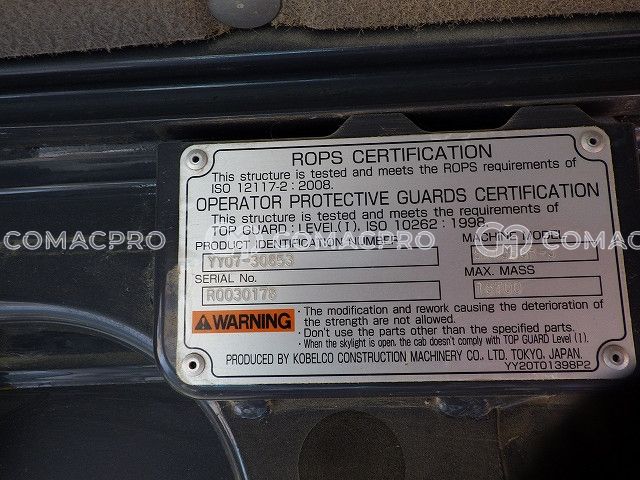 ROPS CERTIFICATION
This structure is tested and meets the ROPS requirements of
ISO 12117-2 : 2008.
OPERATOR PROTECTIVE GUARDS CERTIFICATION
This structure is tested and meets the requirements of
TOP GUARD : LEVEL(I). ISO 10262 : 1998
COMACPRO COMACPRO COMAC
PRODUCT IDENTIFICATION NUMBER MACHINE MODEL
YY07-30653
SERIAL No. MAX. MASS
R0030178
WARNING
・The modification and rework causing the deterioration of
the strength are not allowed.
・Don't use the parts other than the specified parts.
・When the skylight is open, the cab doesn't comply with TOP GUARD Level (I).
PRODUCED BY KOBELCO CONSTRUCTION MACHINERY CO., LTD. TOKYO, JAPAN.
YY20T01398P2